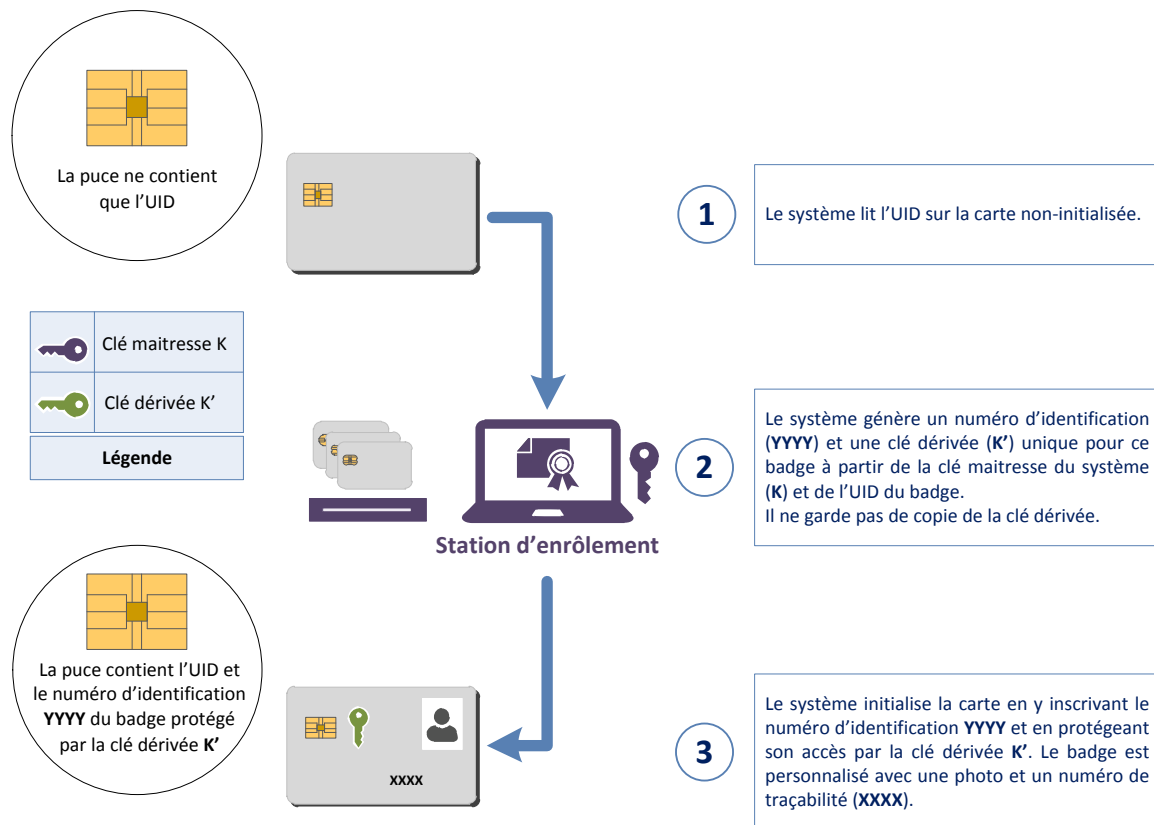 La puce ne contient
que l'UID
1
Le système lit l'UID sur la carte non-initialisée.
Clé maitresse K
Clé dérivée K'
Légende
Station d'enrôlement
2
Le système génère un numéro d'identification
(YYYY) et une clé dérivée (K') unique pour ce
badge à partir de la clé maitresse du système
(K) et de l'UID du badge.
Il ne garde pas de copie de la clé dérivée.
La puce contient l'UID et
le numéro d'identification
YYYY du badge protégé
par la clé dérivée K'
XXXX
3
Le système initialise la carte en y inscrivant le
numéro d'identification YYYY et en protégeant
son accès par la clé dérivée K'. Le badge est
personnalisé avec une photo et un numéro de
traçabilité (XXXX).